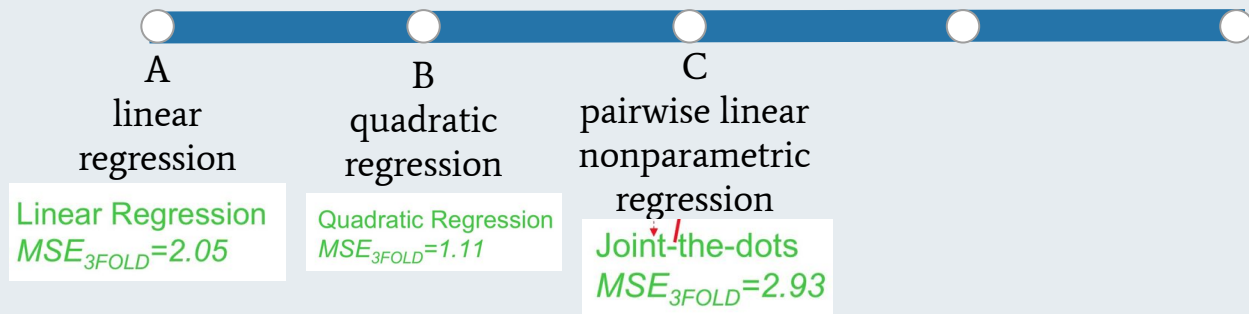 A
linear
regression
Linear Regression
MSE3FOLD=2.05
B
quadratic
regression
Quadratic Regression
MSE3FOLD=1.11
C
pairwise linear
nonparametric
regression
Joint-the-dots
MSE3FOLD=2.93